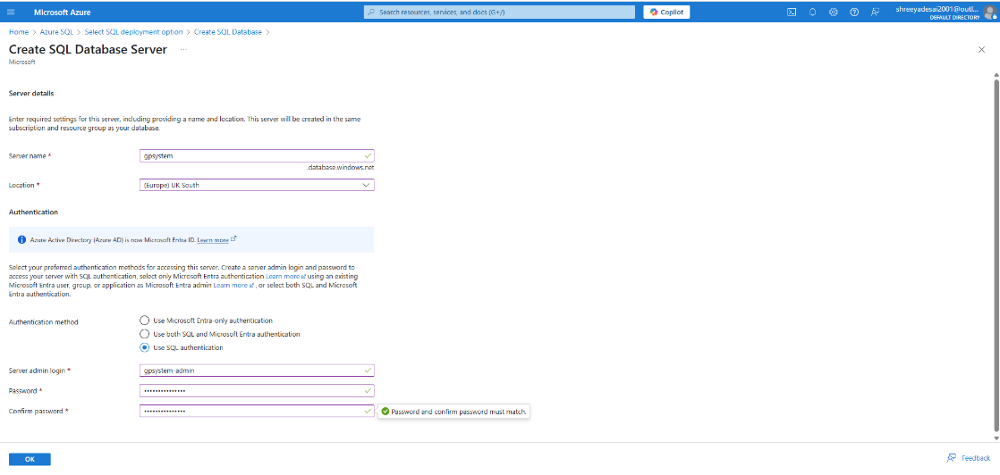 Microsoft Azure
Search resources, services, and docs (G+/)
Copilot
shreeyadesai2001@outl...
DEFAULT DIRECTORY
Home > Azure SQL > Select SQL deployment option > Create SQL Database >
Create SQL Database Server ...
Microsoft
Server details
Enter required settings for this server, including providing a name and location. This server will be created in the same
subscription and resource group as your database.
Server name *
gpsystem
.database.windows.net
Location *
(Europe) UK South
Authentication
Azure Active Directory (Azure AD) is now Microsoft Entra ID. Learn more
Select your preferred authentication methods for accessing this server. Create a server admin login and password to
access your server with SQL authentication, select only Microsoft Entra authentication Learn more using an existing
Microsoft Entra user, group, or application as Microsoft Entra admin Learn more , or select both SQL and Microsoft
Entra authentication.
Authentication method
Use Microsoft Entra-only authentication
Use both SQL and Microsoft Entra authentication
Use SQL authentication
Server admin login *
gpsystem-admin
Password *
•••••••••••••••
Confirm password *
•••••••••••••••
Password and confirm password must match.
OK
Feedback